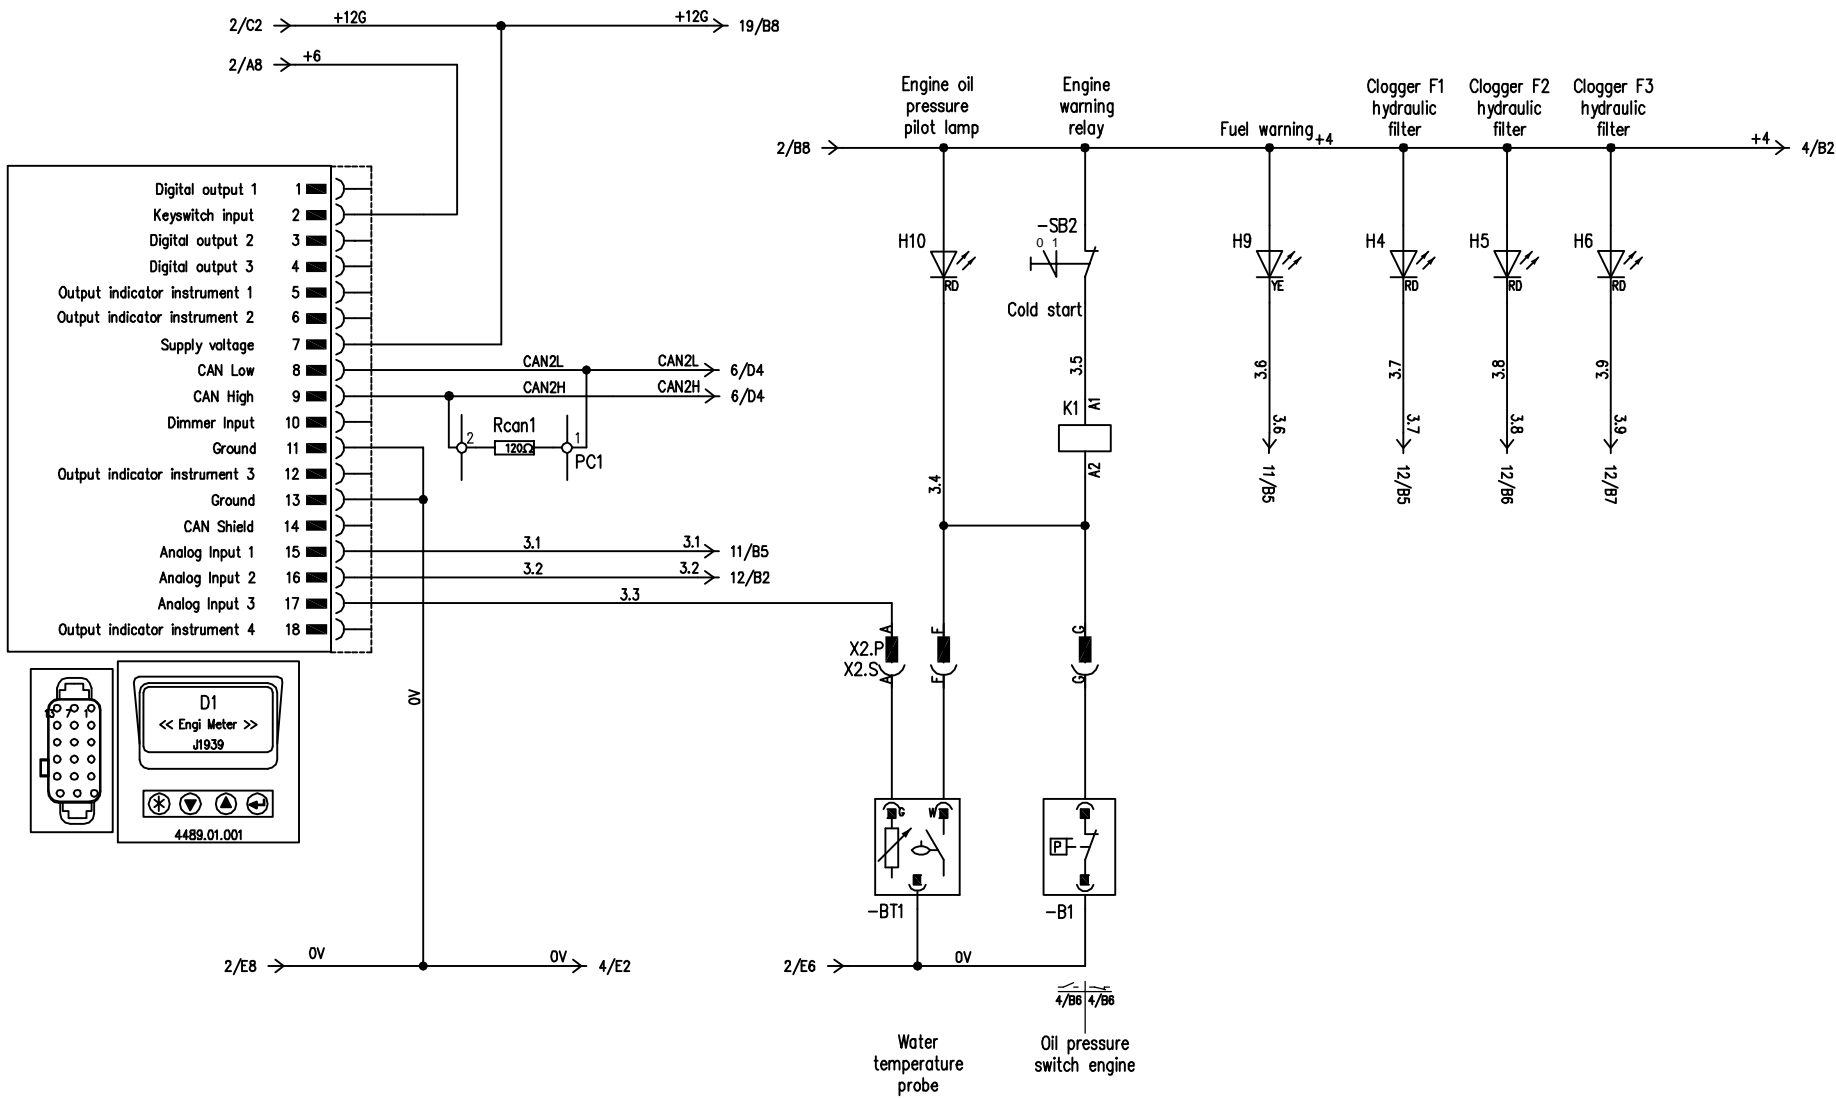 2/C2
+12G
+12G
19/B8
2/A8
+6
Engine oil
pressure
pilot lamp
Engine
warning
relay
Fuel warning
Clogger F1
hydraulic
filter
Clogger F2
hydraulic
filter
Clogger F3
hydraulic
filter
2/B8
+4
+4
4/B2
Digital output 1 1
Keyswitch input 2
Digital output 2 3
Digital output 3 4
Output indicator instrument 1 5
Output indicator instrument 2 6
Supply voltage 7
CAN Low 8
CAN High 9
Dimmer Input 10
Ground 11
Output indicator instrument 3 12
Ground 13
CAN Shield 14
Analog Input 1 15
Analog Input 2 16
Analog Input 3 17
Output indicator instrument 4 18
CAN2L
CAN2L
6/D4
CAN2H
CAN2H
6/D4
Rcan1
2
120Ω
1
PC1
3.1
3.1
11/B5
3.2
3.2
12/B2
3.3
0V
H10
RD
-SB2
0 1
Cold start
3.5
K1
A1
A2
3.4
H9
YE
3.6
3.6
11/B5
H4
RD
3.7
3.7
12/B5
H5
RD
3.8
3.8
12/B6
H6
RD
3.9
3.9
12/B7
A
F
G
X2.P
X2.S
A
F
G
13 7 1
D1
<< Engi Meter >>
J1939
4489.01.001
G
W
-BT1
P
-B1
2/E8
0V
0V
4/E2
2/E6
0V
4/B6 4/B6
Water
temperature
probe
Oil pressure
switch engine